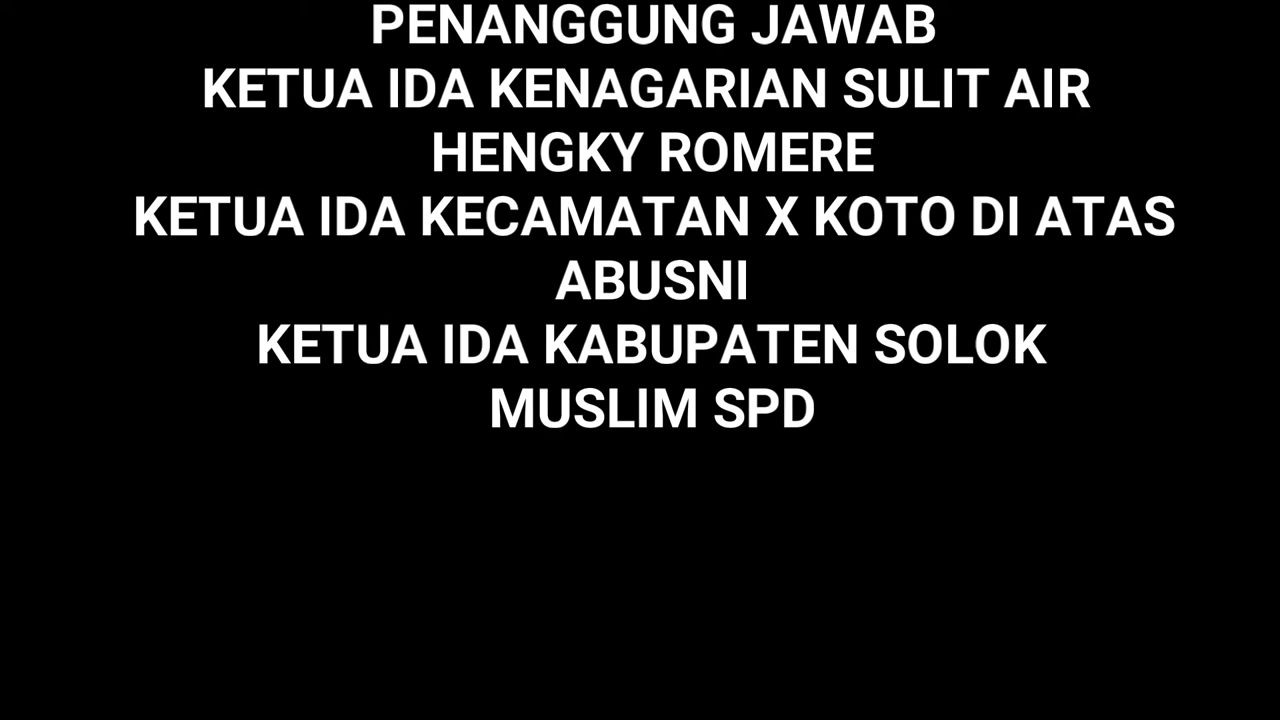 PENANGGUNG JAWAB
KETUA IDA KENAGARIAN SULIT AIR
HENGKY ROMERE
KETUA IDA KECAMATAN X KOTO DI ATAS
ABUSNI
KETUA IDA KABUPATEN SOLOK
MUSLIM SPD